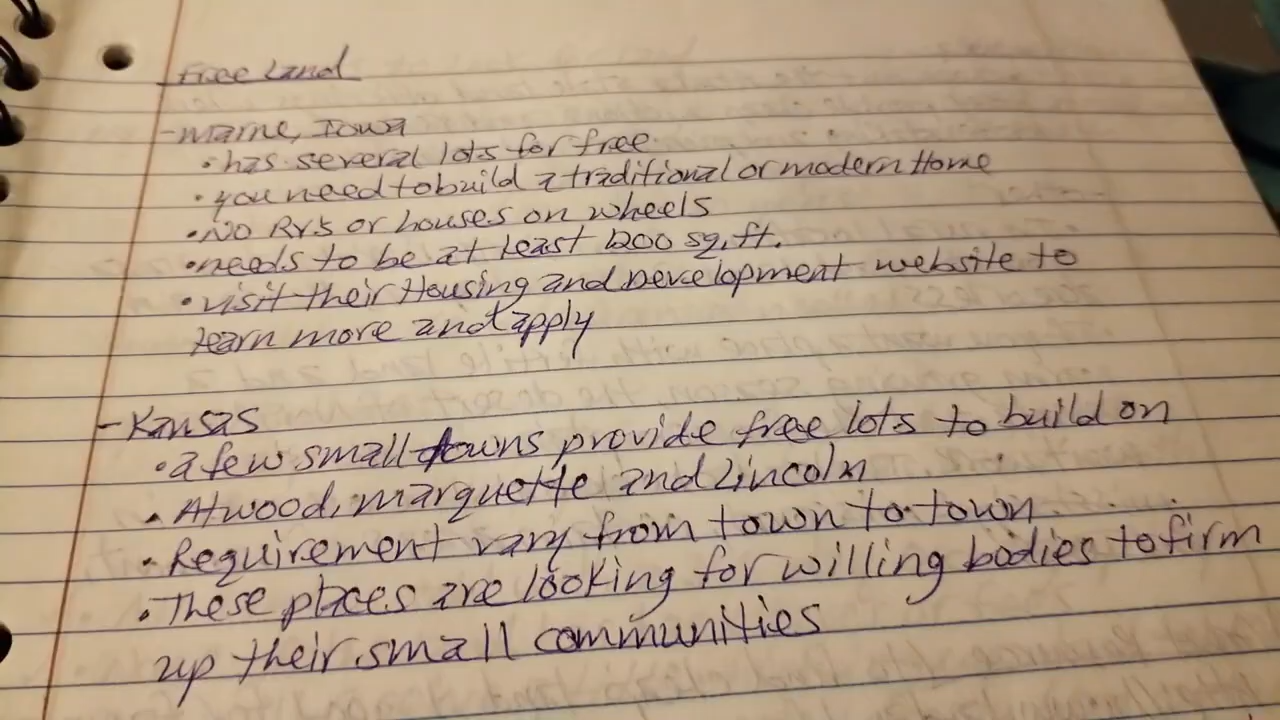 Free Land
- Marne, Iowa
• has several lots for free
• you need to build a traditional or modern Home
• No RVs or houses on wheels
• needs to be at least 1200 sq. ft.
• visit their Housing and Development website to
learn more and apply
- Kansas
• a few small towns provide free lots to build on
• Atwood, Marquette and Lincoln
• Requirement vary from town to town
• These places are looking for willing bodies to firm
up their small communities